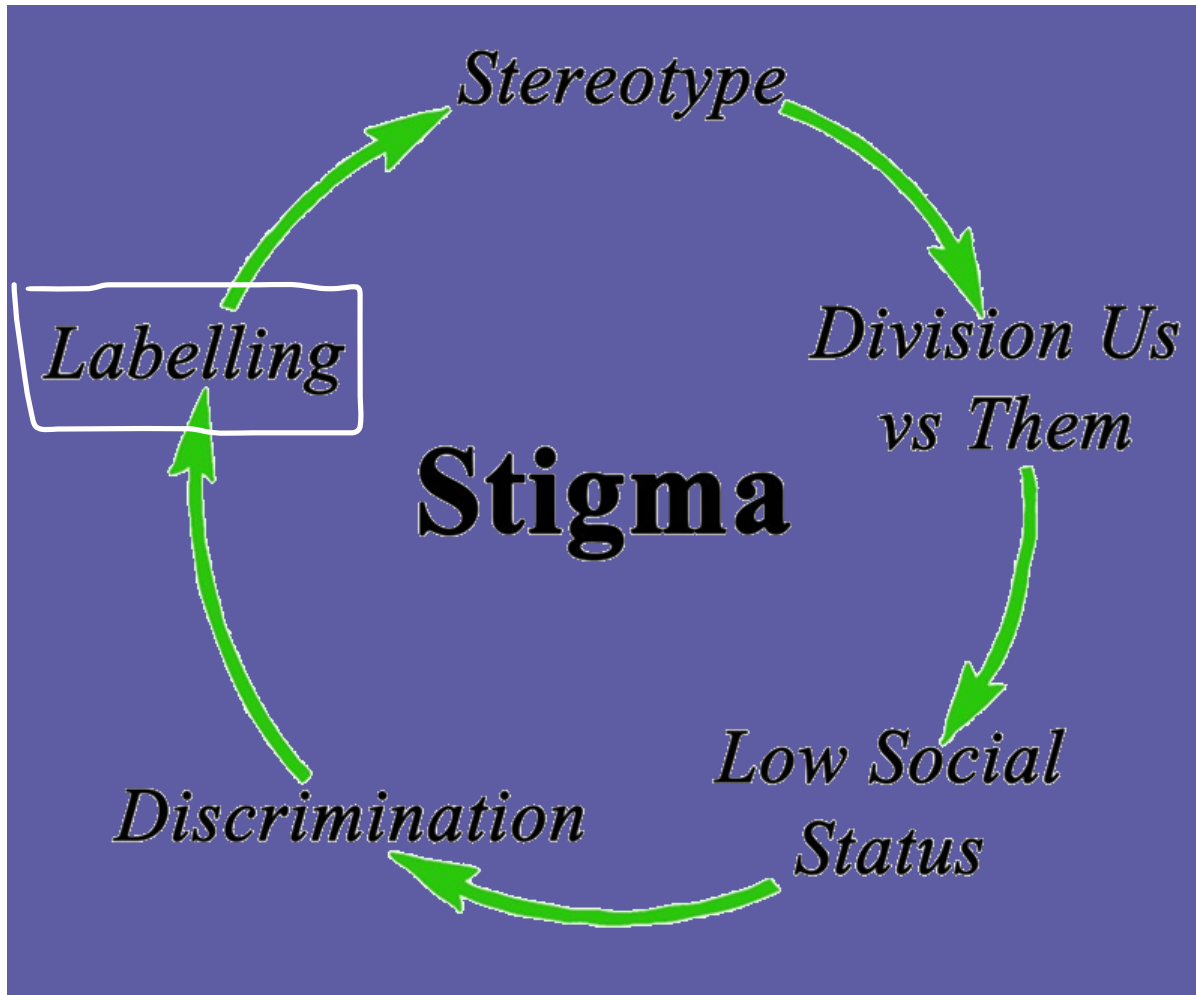 Stereotype
Division Us
vs Them
Low Social
Status
Discrimination
Labelling
Stigma